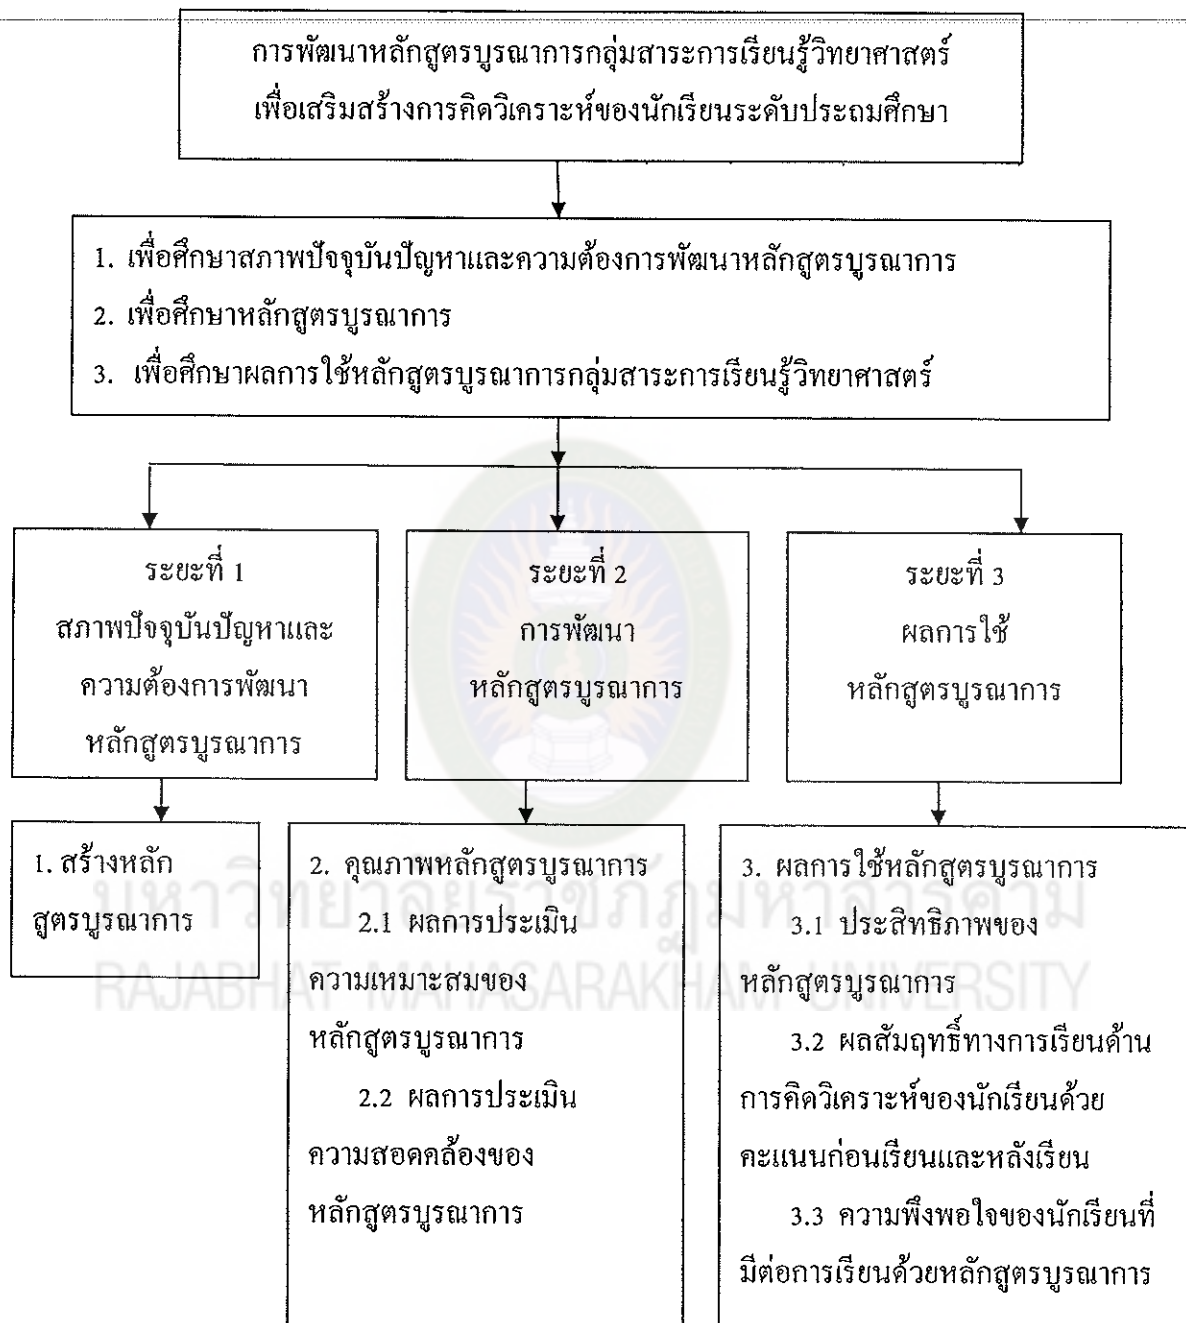 การพัฒนาหลักสูตรบูรณาการกลุ่มสาระการเรียนรู้วิทยาศาสตร์
เพื่อเสริมสร้างการคิดวิเคราะห์ของนักเรียนระดับประถมศึกษา
1. เพื่อศึกษาสภาพปัจจุบันปัญหาและความต้องการพัฒนาหลักสูตรบูรณาการ
2. เพื่อศึกษาหลักสูตรบูรณาการ
3. เพื่อศึกษาผลการใช้หลักสูตรบูรณาการกลุ่มสาระการเรียนรู้วิทยาศาสตร์
ระยะที่ 1
สภาพปัจจุบันปัญหาและ
ความต้องการพัฒนา
หลักสูตรบูรณาการ
ระยะที่ 2
การพัฒนา
หลักสูตรบูรณาการ
ระยะที่ 3
ผลการใช้
หลักสูตรบูรณาการ
1. สร้างหลัก
สูตรบูรณาการ
2. คุณภาพหลักสูตรบูรณาการ
2.1 ผลการประเมิน
ความเหมาะสมของ
หลักสูตรบูรณาการ
2.2 ผลการประเมิน
ความสอดคล้องของ
หลักสูตรบูรณาการ
3. ผลการใช้หลักสูตรบูรณาการ
3.1 ประสิทธิภาพของ
หลักสูตรบูรณาการ
3.2 ผลสัมฤทธิ์ทางการเรียนด้าน
การคิดวิเคราะห์ของนักเรียนด้วย
คะแนนก่อนเรียนและหลังเรียน
3.3 ความพึงพอใจของนักเรียนที่
มีต่อการเรียนด้วยหลักสูตรบูรณาการ
มหาวิทยาลัยราชภัฏมหาสารคาม
RAJABHAT MAHASARAKHAM UNIVERSITY